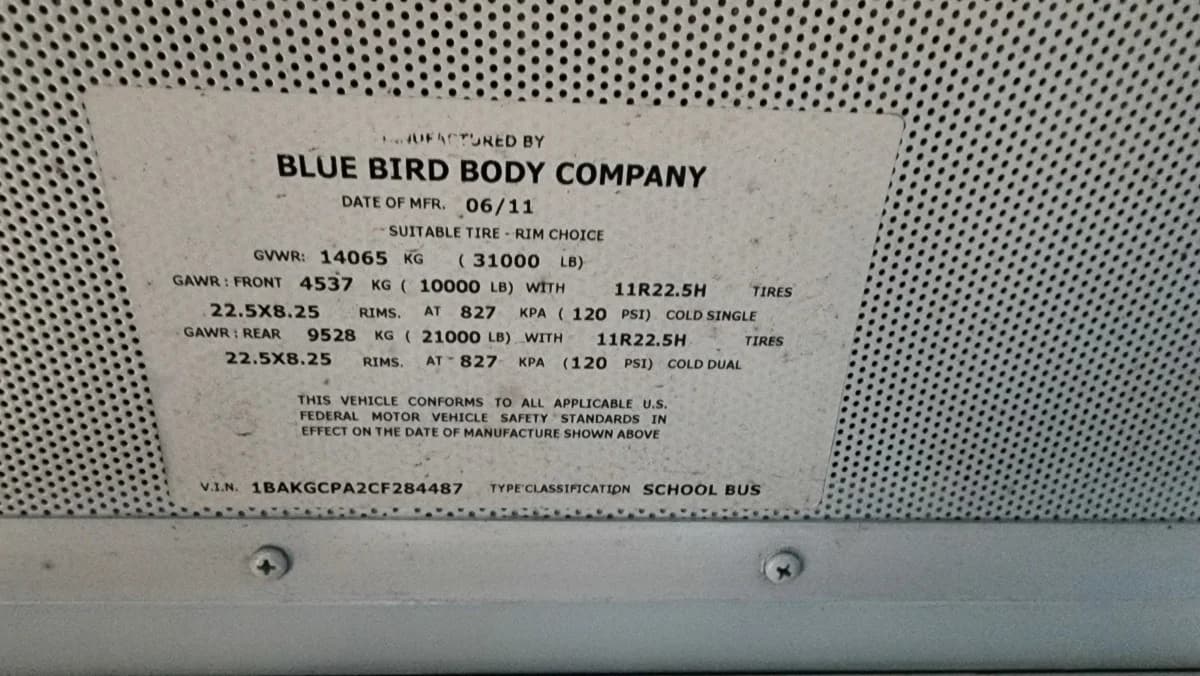 MANUFACTURED BY
BLUE BIRD BODY COMPANY
DATE OF MFR. 06/11
SUITABLE TIRE - RIM CHOICE
GVWR: 14065 KG ( 31000 LB)
GAWR : FRONT 4537 KG ( 10000 LB) WITH 11R22.5H TIRES
22.5X8.25 RIMS. AT 827 KPA ( 120 PSI) COLD SINGLE
GAWR : REAR 9528 KG ( 21000 LB) WITH 11R22.5H TIRES
22.5X8.25 RIMS. AT 827 KPA (120 PSI) COLD DUAL
THIS VEHICLE CONFORMS TO ALL APPLICABLE U.S.
FEDERAL MOTOR VEHICLE SAFETY STANDARDS IN
EFFECT ON THE DATE OF MANUFACTURE SHOWN ABOVE
V.I.N. 1BAKGCPA2CF284487 TYPE CLASSIFICATION SCHOOL BUS